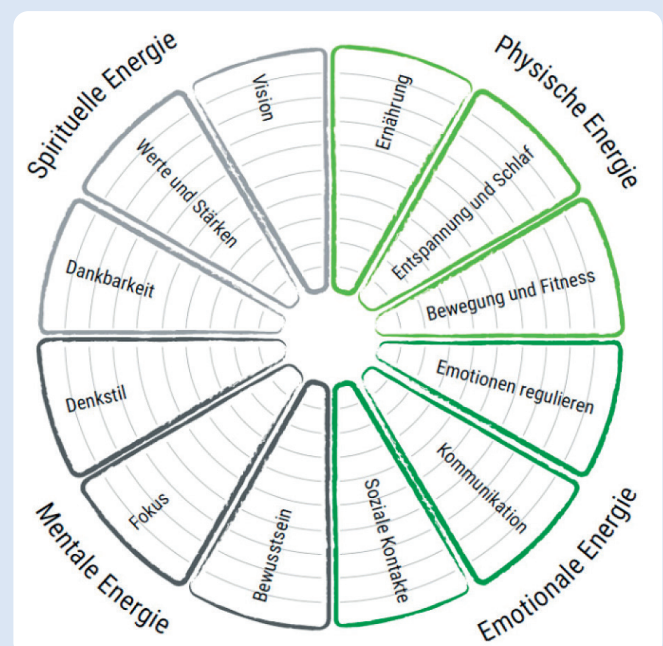 Spirituelle Energie
Physische Energie
Vision
Ernährung
Werte und Stärken
Entspannung und Schlaf
Dankbarkeit
Bewegung und Fitness
Denkstil
Emotionen regulieren
Fokus
Kommunikation
Bewusstsein
Soziale Kontakte
Mentale Energie
Emotionale Energie